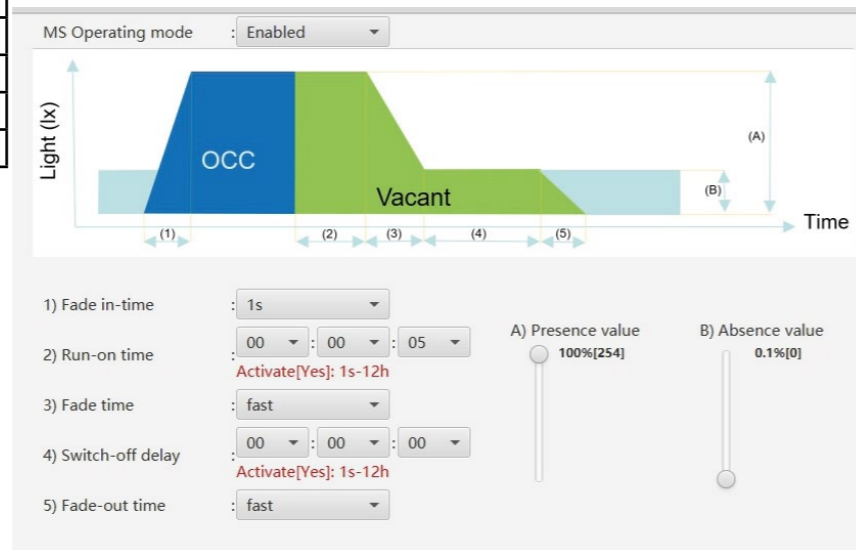 MS Operating mode : Enabled
Light (lx)
OCC
Vacant
(A)
(B)
Time
(1) (2) (3) (4) (5)
1) Fade in-time : 1s
A) Presence value B) Absence value
2) Run-on time : 00 : 00 : 05
100%[254] 0.1%[0]
Activate[Yes]: 1s-12h
3) Fade time : fast
4) Switch-off delay : 00 : 00 : 00
Activate[Yes]: 1s-12h
5) Fade-out time : fast